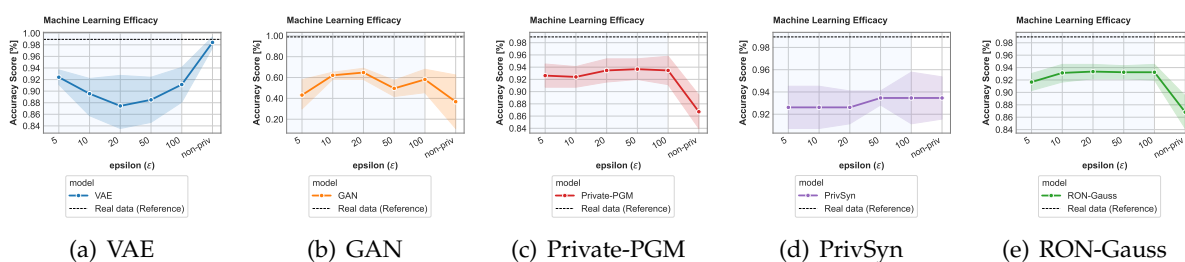 Machine Learning Efficacy
Accuracy Score [%]
1.00
0.98
0.96
0.94
0.92
0.90
0.88
0.86
0.84
5
10
20
50
100
non-priv
epsilon (ε)
model
VAE
Real data (Reference)
(a) VAE
Machine Learning Efficacy
Accuracy Score [%]
1.00
0.80
0.60
0.40
5
10
20
50
100
non-priv
epsilon (ε)
model
GAN
Real data (Reference)
(b) GAN
Machine Learning Efficacy
Accuracy Score [%]
0.98
0.96
0.94
0.92
0.90
0.88
0.86
0.84
5
10
20
50
100
non-priv
epsilon (ε)
model
Private-PGM
Real data (Reference)
(c) Private-PGM
Machine Learning Efficacy
Accuracy Score [%]
0.98
0.96
0.94
0.92
5
10
20
50
100
non-priv
epsilon (ε)
model
PrivSyn
Real data (Reference)
(d) PrivSyn
Machine Learning Efficacy
Accuracy Score [%]
0.98
0.96
0.94
0.92
0.90
0.88
0.86
0.84
5
10
20
50
100
non-priv
epsilon (ε)
model
RON-Gauss
Real data (Reference)
(e) RON-Gauss